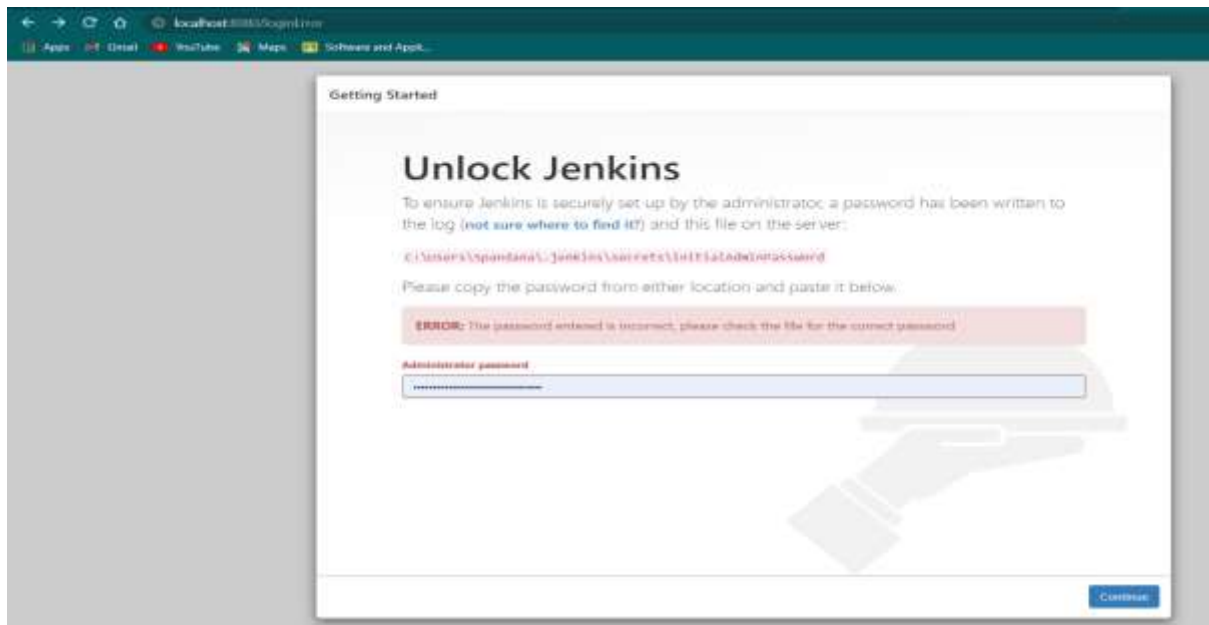 localhost:8080/loginError
Apps Gmail YouTube Maps Software and Appli...
Getting Started
Unlock Jenkins
To ensure Jenkins is securely set up by the administrator, a password has been written to
the log (not sure where to find it?) and this file on the server:
C:\Users\spandana\.jenkins\secrets\initialAdminPassword
Please copy the password from either location and paste it below.
ERROR: The password entered is incorrect, please check the file for the correct password
Administrator password
Continue